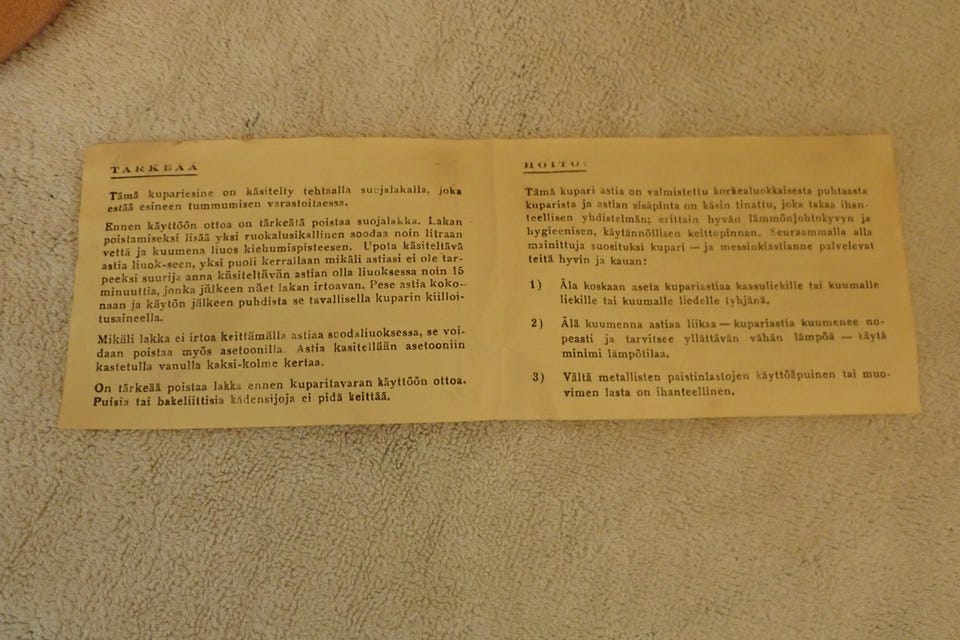 TÄRKEÄÄ
Tämä kupariesine on käsitelty tehtaalla suojalakalla, joka
estää esineen tummumisen varastoitaessa.
Ennen käyttöön ottoa on tärkeätä poistaa suojalakka. Lakan
poistamiseksi lisää yksi ruokalusikallinen soodaa noin litraan
vettä ja kuumena liuos kiehumispisteeseen. Upota käsiteltävä
astia liuok-seen, yksi puoli kerrallaan mikäli astiasi ei ole tar-
peeksi suurija anna käsiteltävän astian olla liuoksessa noin 15
minuuttia, jonka jälkeen näet lakan irtoavan. Pese astia koko-
naan ja käytön jälkeen puhdista se tavallisella kuparin kiilloi-
tusaineella.
Mikäli lakka ei irtoa keittämällä astiaa soodaliuoksessa, se voi-
daan poistaa myös asetoonilla. Astia kasitellään asetooniin
kastetulla vanulla kaksi-kolme kertaa.
On tärkeää poistaa lakka ennen kuparitavaran käyttöön ottoa.
Puisia tai bakeliittisia kädensijoja ei pidä keittää.
HOITO:
Tämä kupari astia on valmistettu korkealuokkaisesta puhtaasta
kuparista ja astian sisäpinta on käsin tinattu, joka takaa ihan-
teellisen yhdistelmän; erittain hyvän lämmönjohtokyvyn ja
hygieenisen, käytännöllisen keittopinnan. Seuraammalla alla
mainittuja suosituksi kupari — ja messinkiastianne palvelevat
teitä hyvin ja kauan:
1) Äla koskaan aseta kupariastiaa kaasuliekille tai kuumalle
liekille tai kuumalle liedelle tyhjänä.
2) Älä kuumenna astiaa liikaa — kupariastia kuumenee no-
peasti ja tarvitsee yllättävän vähän lämpöä — käytä
minimi lämpötilaa.
3) Vältä metallisten paistinlastojen käyttöäpuinen tai muo-
vimen lasta on ihanteellinen.